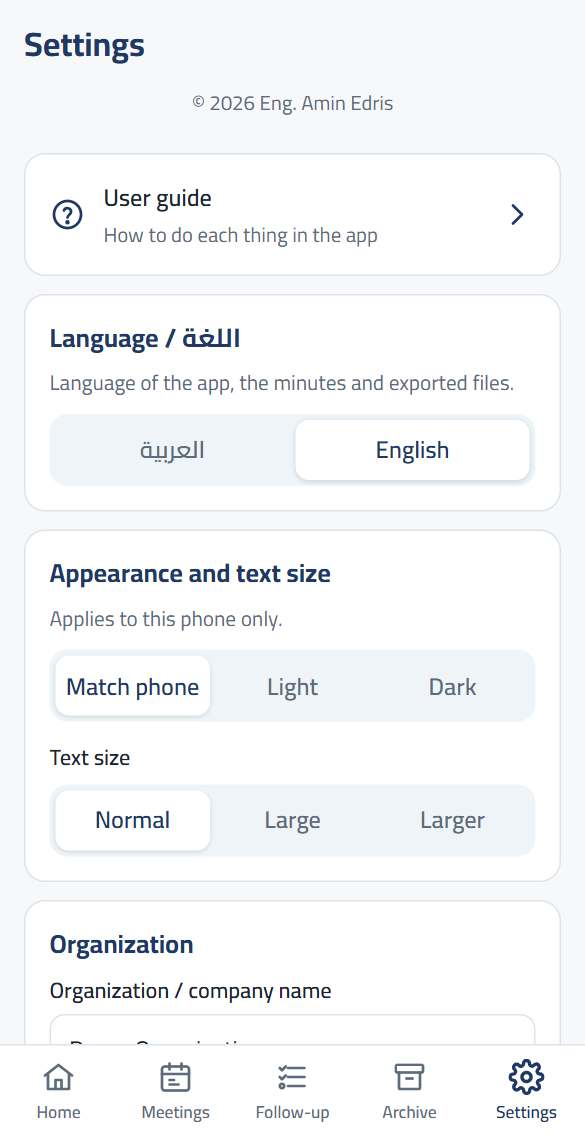 Settings
© 2026 Eng. Amin Edris
User guide
How to do each thing in the app
Language / اللغة
Language of the app, the minutes and exported files.
العربية
English
Appearance and text size
Applies to this phone only.
Match phone
Light
Dark
Text size
Normal
Large
Larger
Organization
Organization / company name
Home
Meetings
Follow-up
Archive
Settings